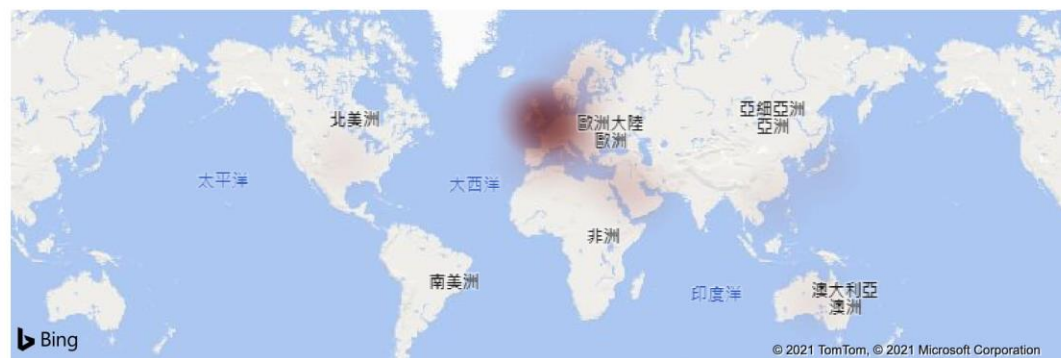 北美洲
歐洲大陸
歐洲
亞細亞洲
亞洲
太平洋
大西洋
非洲
南美洲
印度洋
澳大利亞
澳洲
Bing
© 2021 TomTom, © 2021 Microsoft Corporation